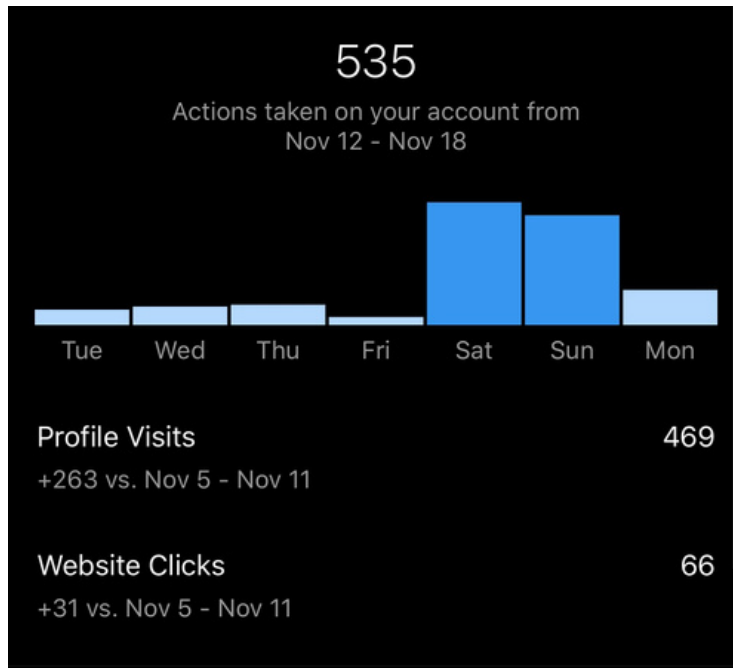 535
Actions taken on your account from
Nov 12 - Nov 18
Tue Wed Thu Fri Sat Sun Mon
Profile Visits 469
+263 vs. Nov 5 - Nov 11
Website Clicks 66
+31 vs. Nov 5 - Nov 11